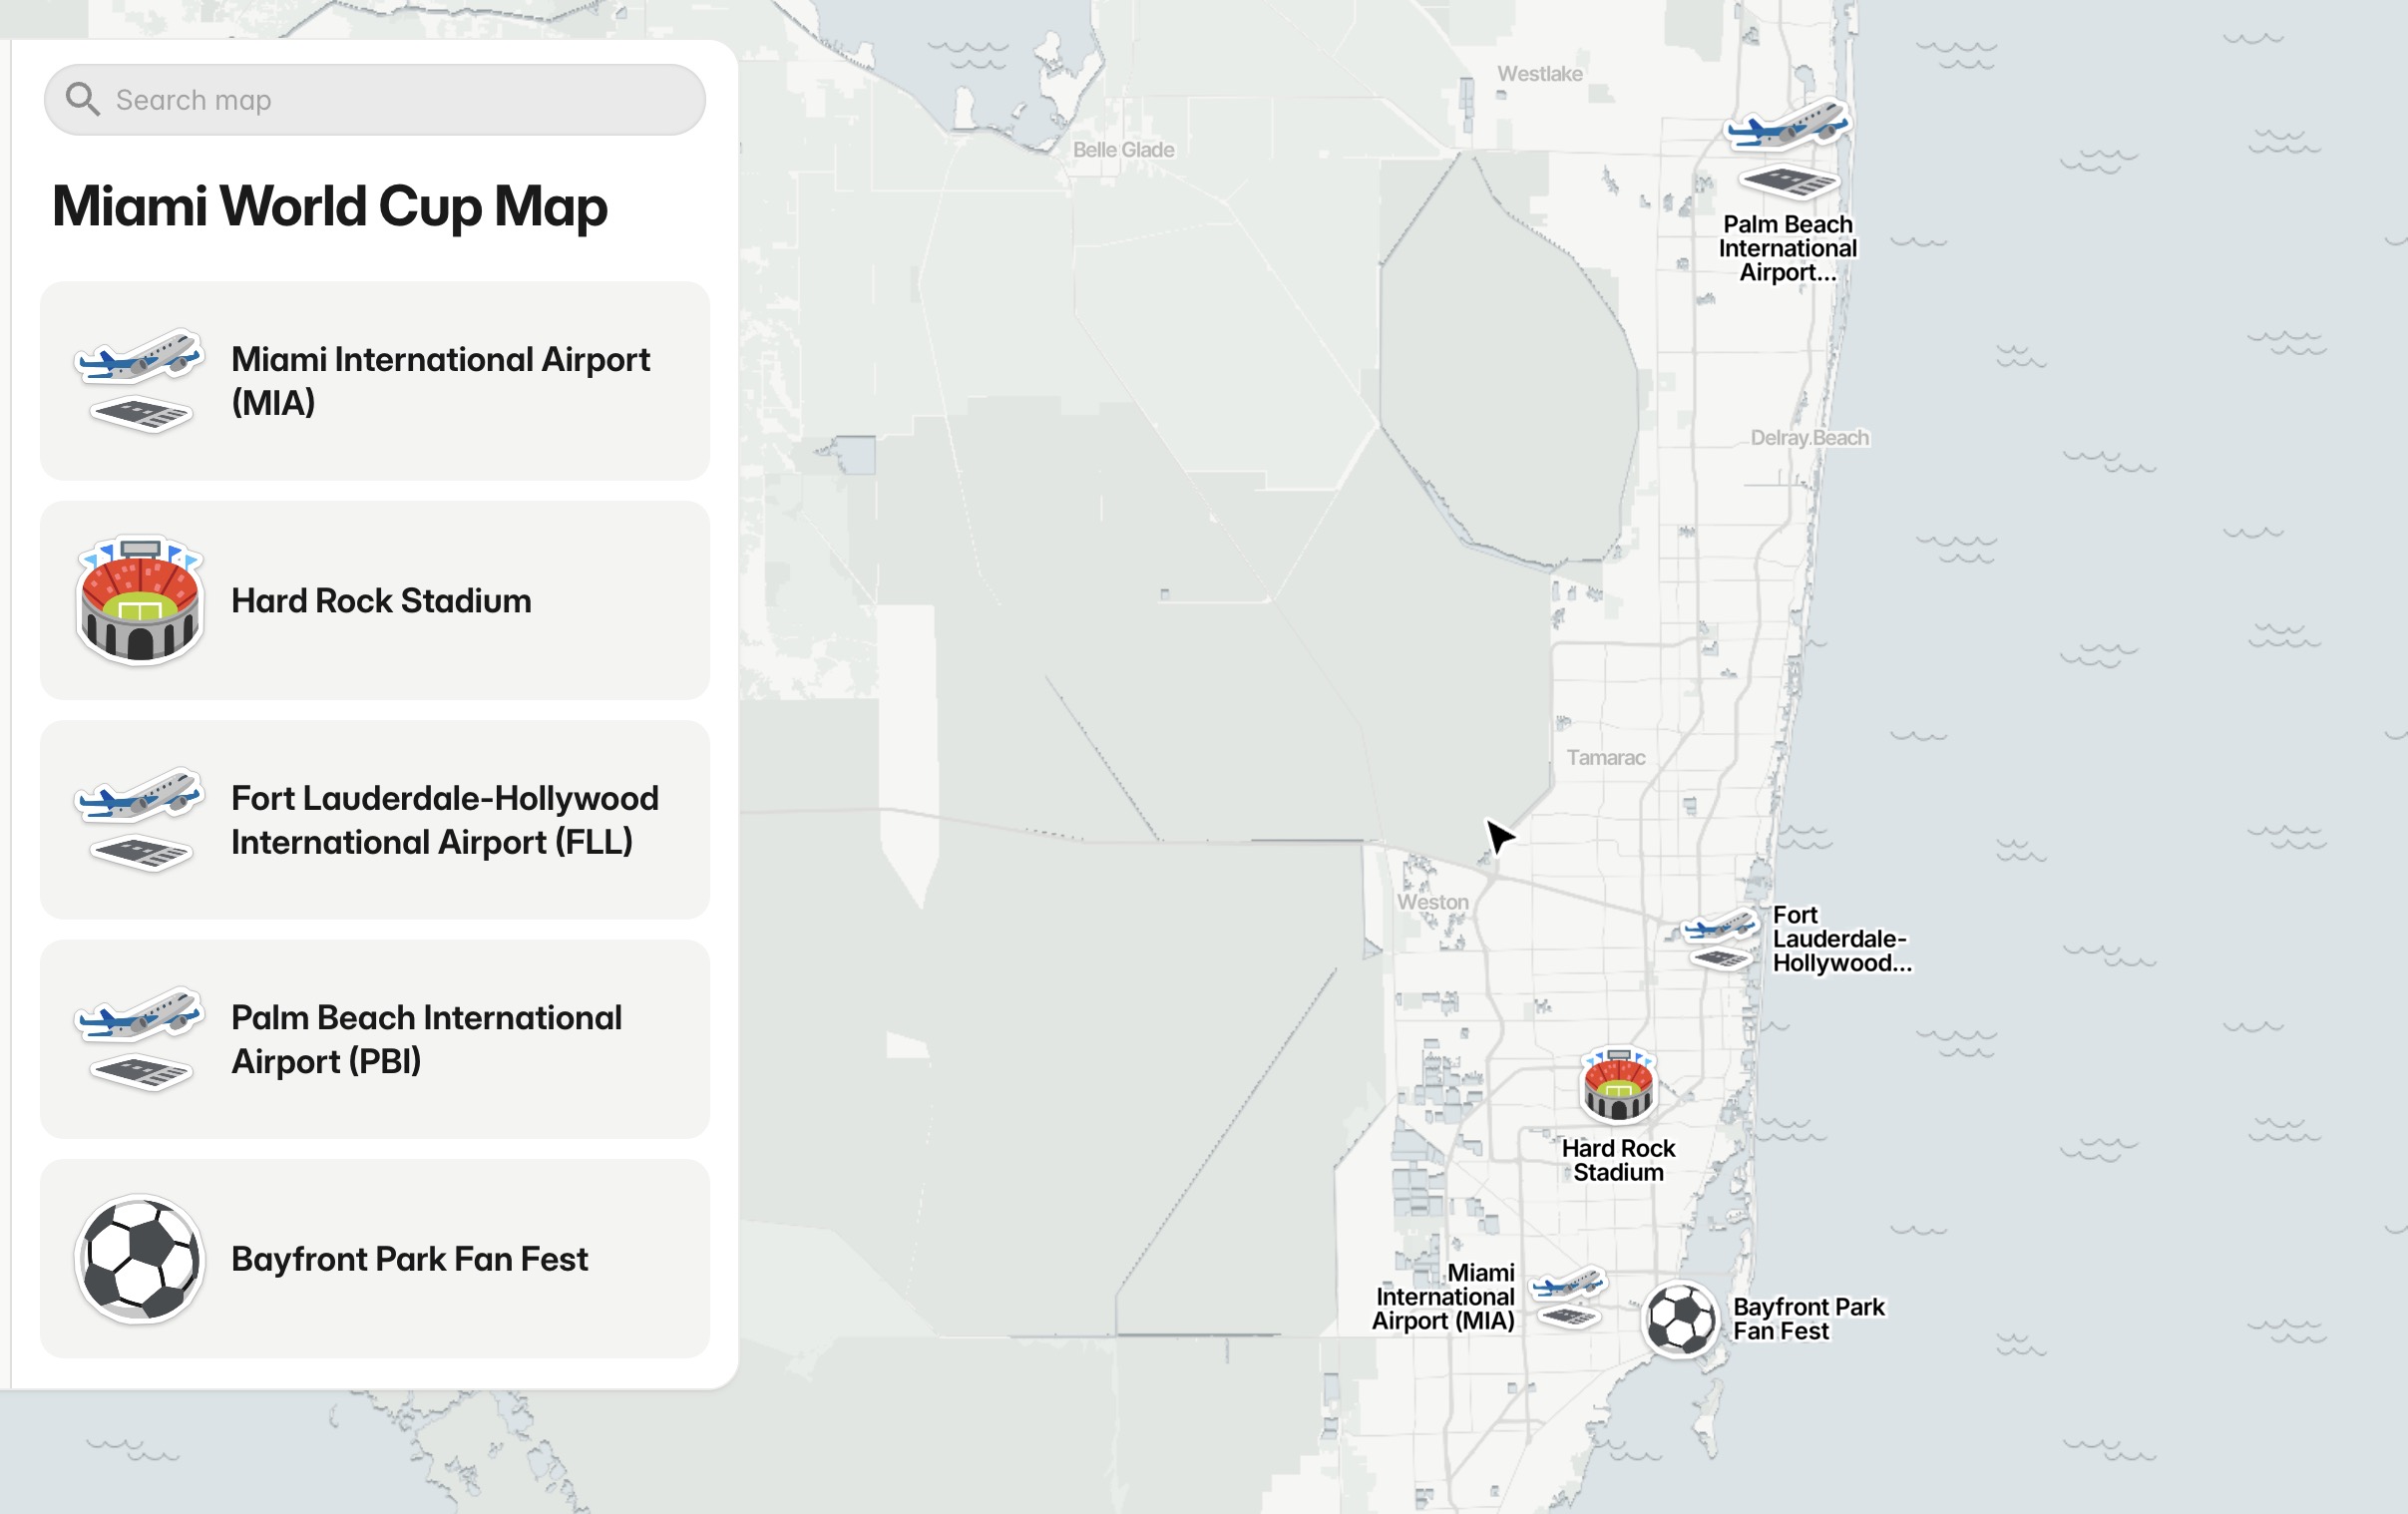 Search map
Miami World Cup Map
Miami International Airport
(MIA)
Hard Rock Stadium
Fort Lauderdale-Hollywood
International Airport (FLL)
Palm Beach International
Airport (PBI)
Bayfront Park Fan Fest
Westlake
Belle Glade
Palm Beach
International
Airport...
Delray Beach
Tamarac
Weston
Fort
Lauderdale-
Hollywood...
Hard Rock
Stadium
Miami
International
Airport (MIA)
Bayfront Park
Fan Fest